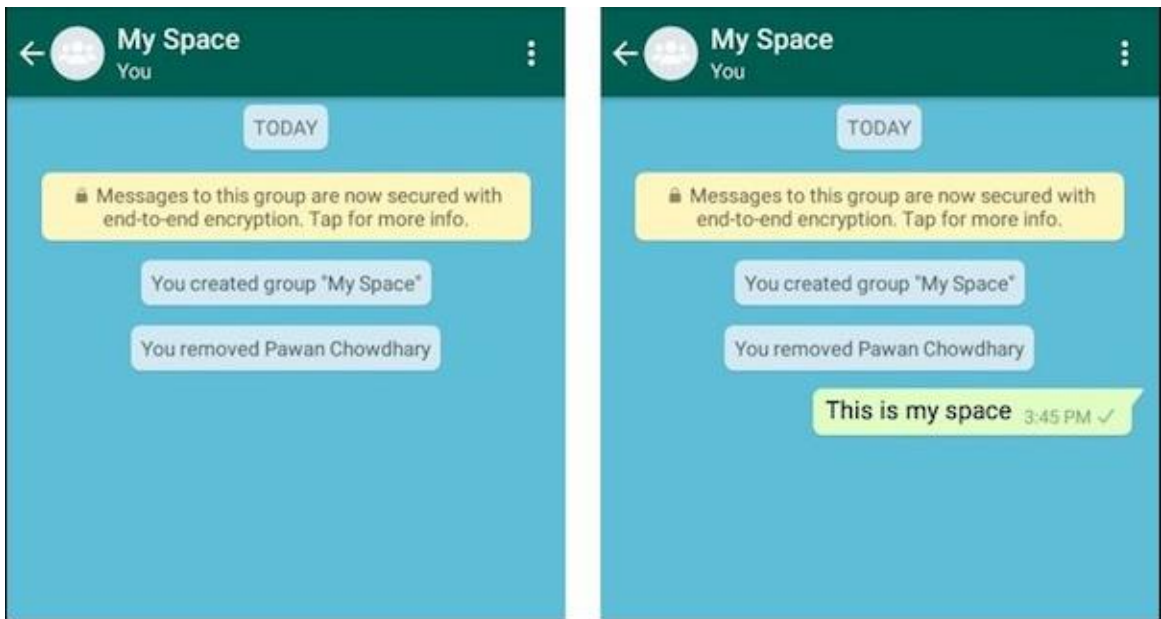 My Space
You
TODAY
Messages to this group are now secured with
end-to-end encryption. Tap for more info.
You created group "My Space"
You removed Pawan Chowdhary
My Space
You
TODAY
Messages to this group are now secured with
end-to-end encryption. Tap for more info.
You created group "My Space"
You removed Pawan Chowdhary
This is my space 3:45 PM